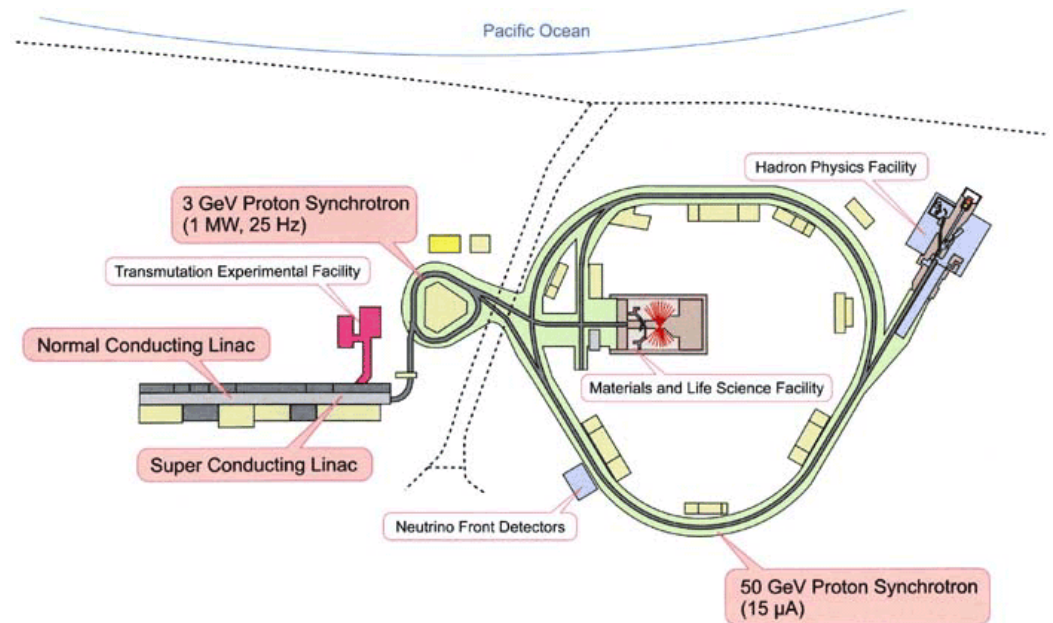 Pacific Ocean
Hadron Physics Facility
3 GeV Proton Synchrotron
(1 MW, 25 Hz)
Transmutation Experimental Facility
Normal Conducting Linac
Materials and Life Science Facility
Super Conducting Linac
Neutrino Front Detectors
50 GeV Proton Synchrotron
(15 µA)